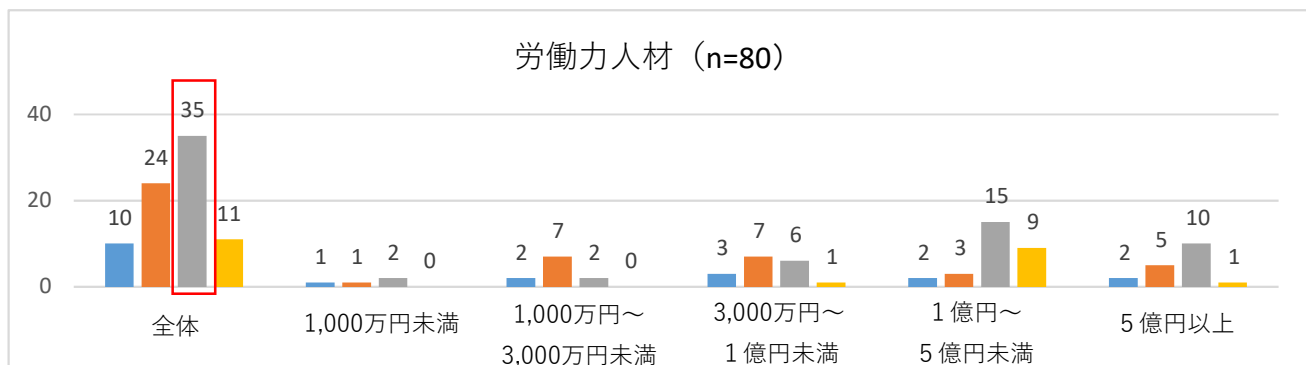 労働力人材（n=80）
40
20
0
10 24 35 11
1 1 2 0
2 7 2 0
3 7 6 1
2 3 15 9
2 5 10 1
全体
1,000万円未満
1,000万円～
3,000万円未満
3,000万円～
１億円未満
１億円～
５億円未満
５億円以上